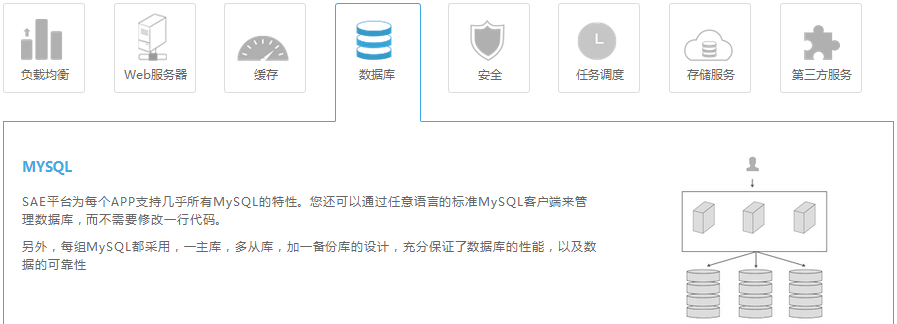 负载均衡
Web服务器
缓存
数据库
安全
任务调度
存储服务
第三方服务
MYSQL
SAE平台为每个APP支持几乎所有MySQL的特性。您还可以通过任意语言的标准MySQL客户端来管
理数据库，而不需要修改一行代码。
另外，每组MySQL都采用，一主库，多从库，加一备份库的设计，充分保证了数据库的性能，以及数
据的可靠性